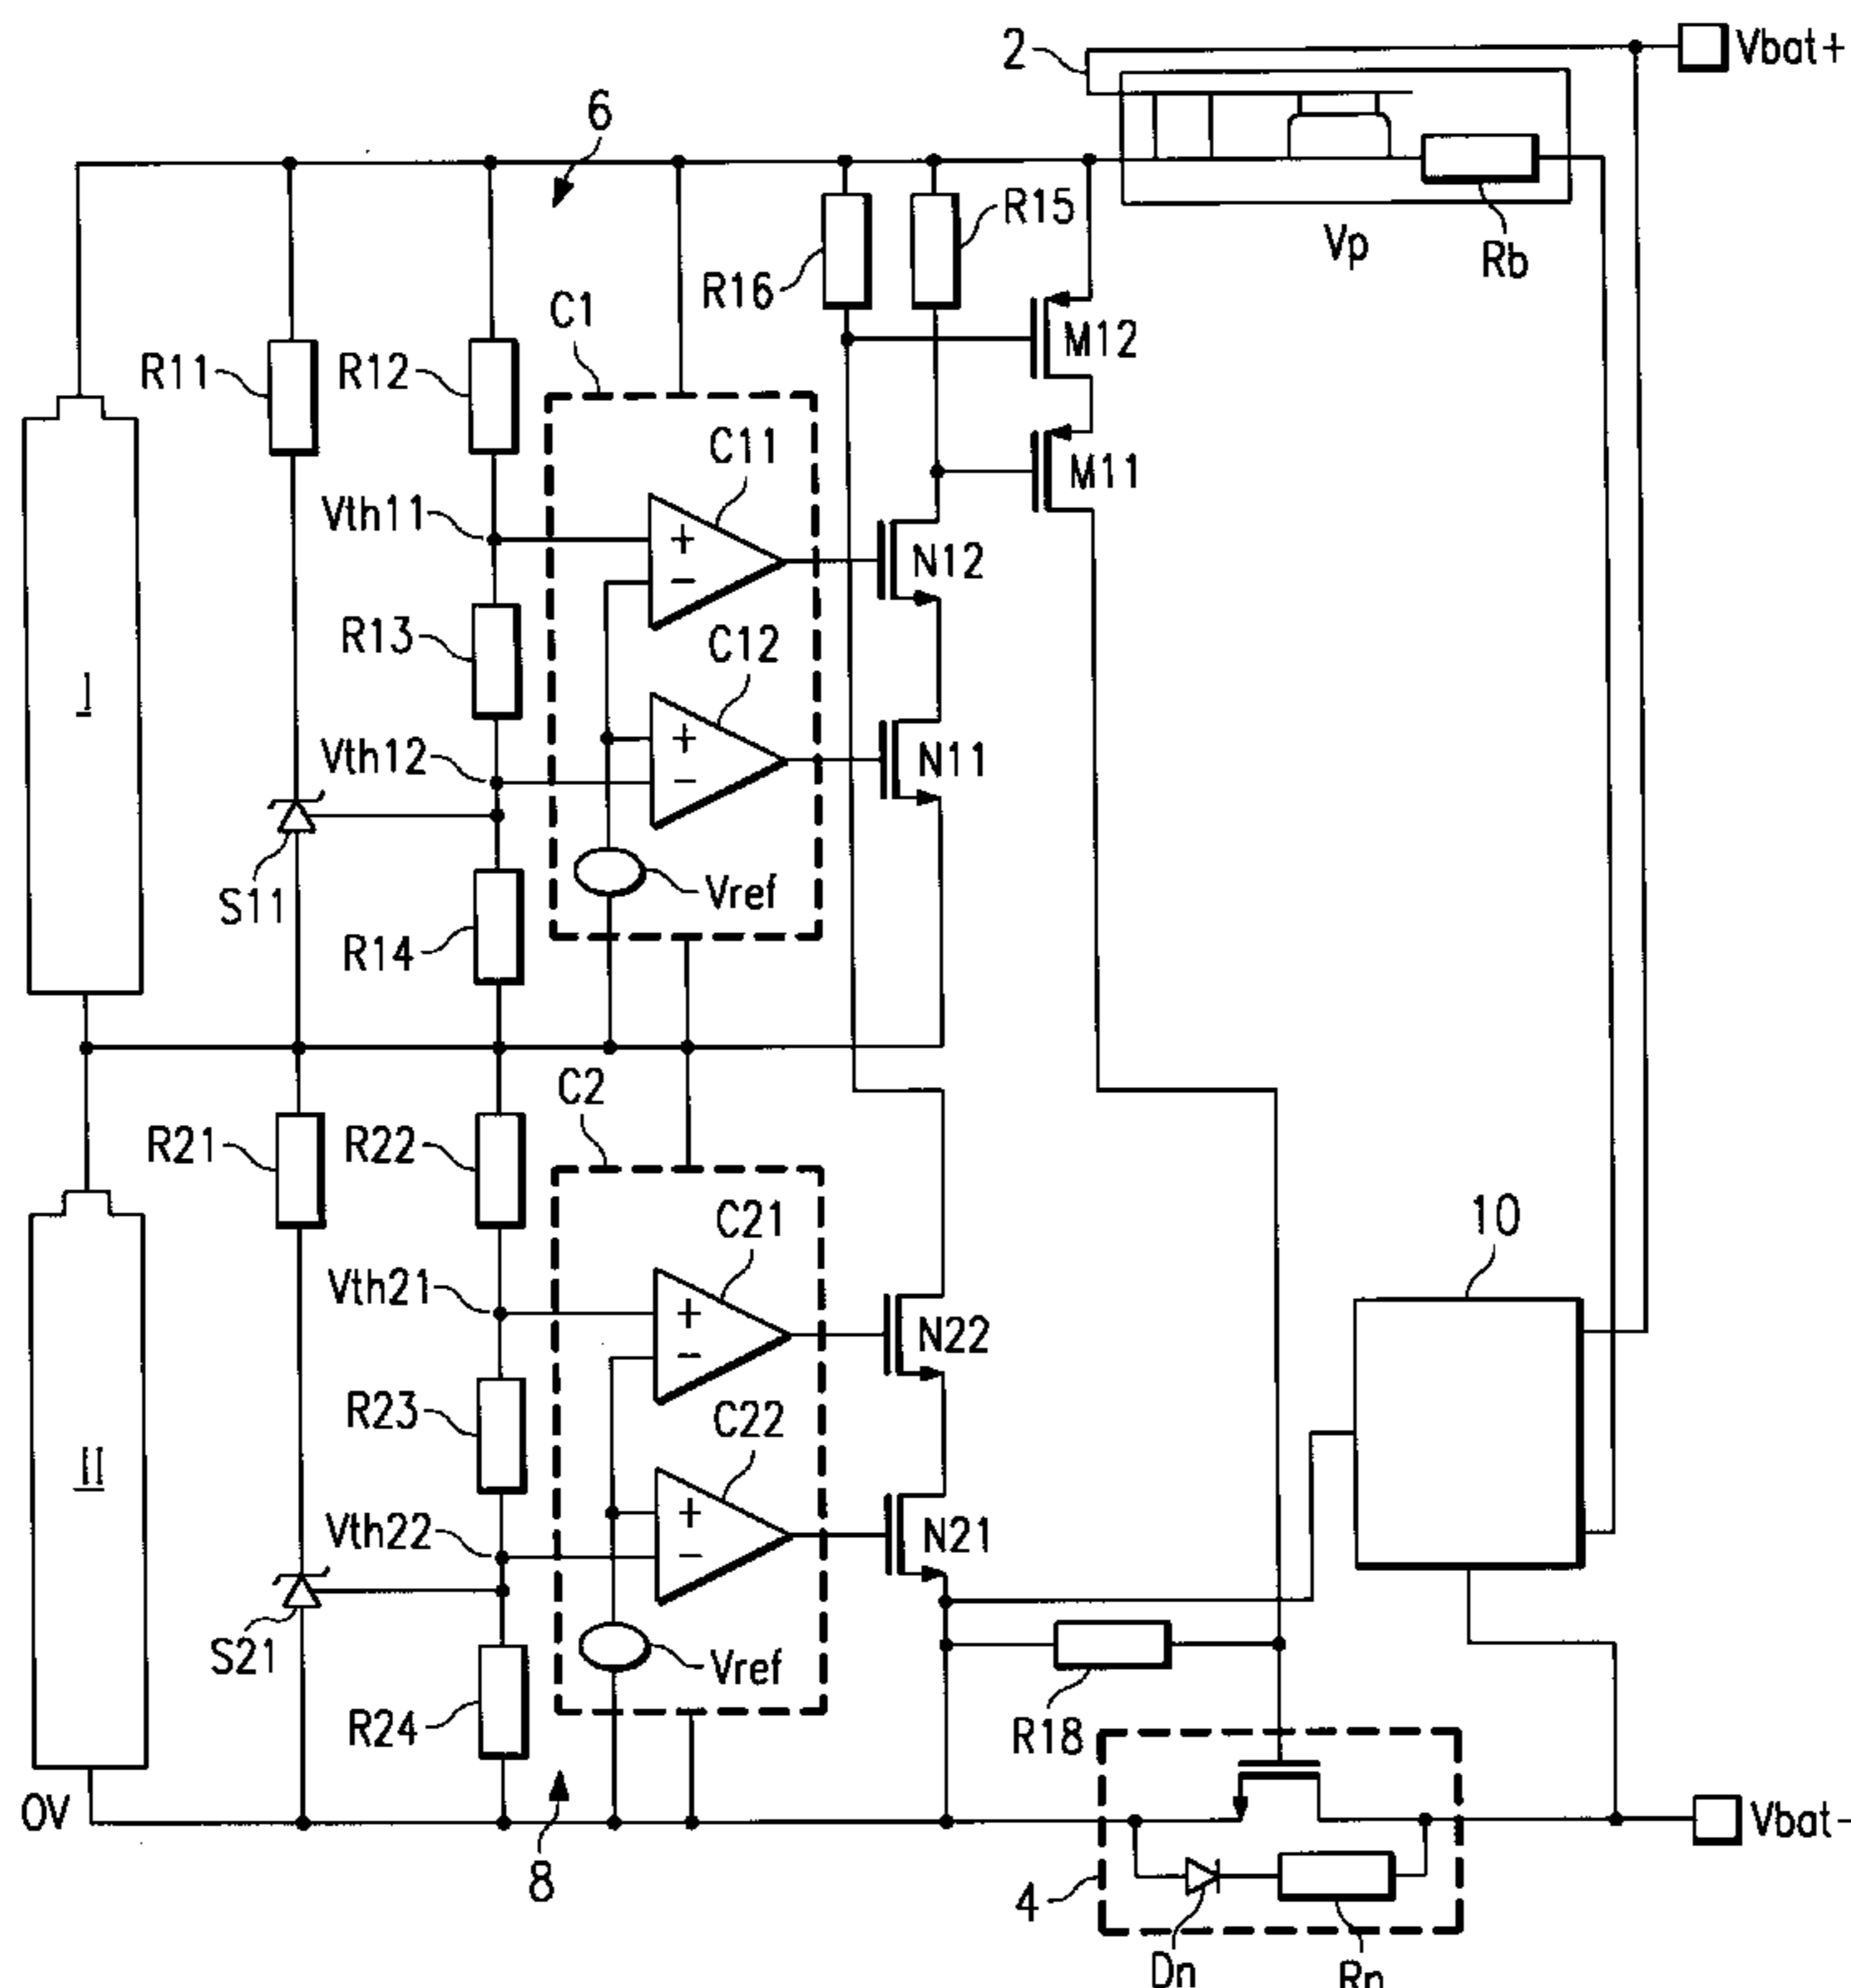 2
Vbat+
6
R15
Vp
Rb
R16
C1
M12
R11
R12
C11
M11
Vth11
+
−
N12
R13
C12
I
Vth12
+
−
N11
S11
Vref
R14
C2
R21
R22
C21
10
Vth21
+
−
N22
R23
C22
II
Vth22
+
−
N21
S21
Vref
R24
R18
0V
Vbat-
8
4
Dn
Rn